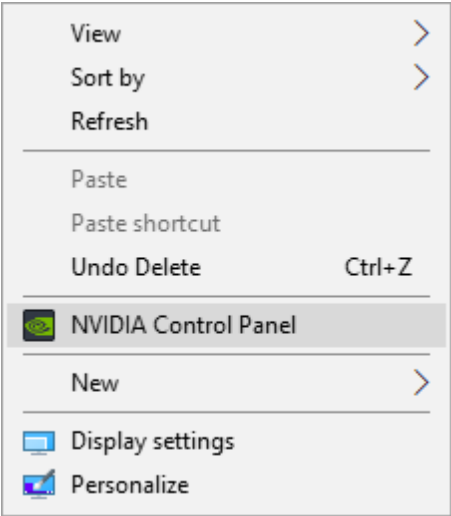 View
Sort by
Refresh
Paste
Paste shortcut
Undo Delete Ctrl+Z
NVIDIA Control Panel
New
Display settings
Personalize